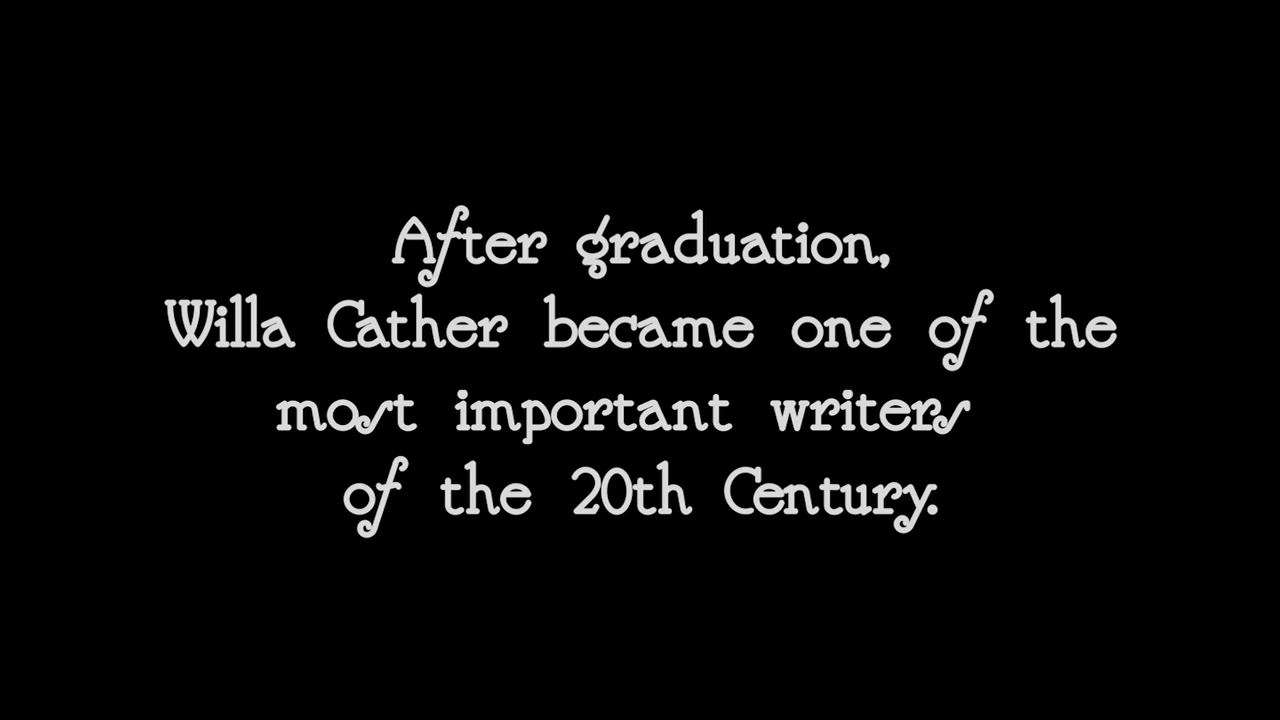 After graduation,
Willa Cather became one of the
most important writers
of the 20th Century.